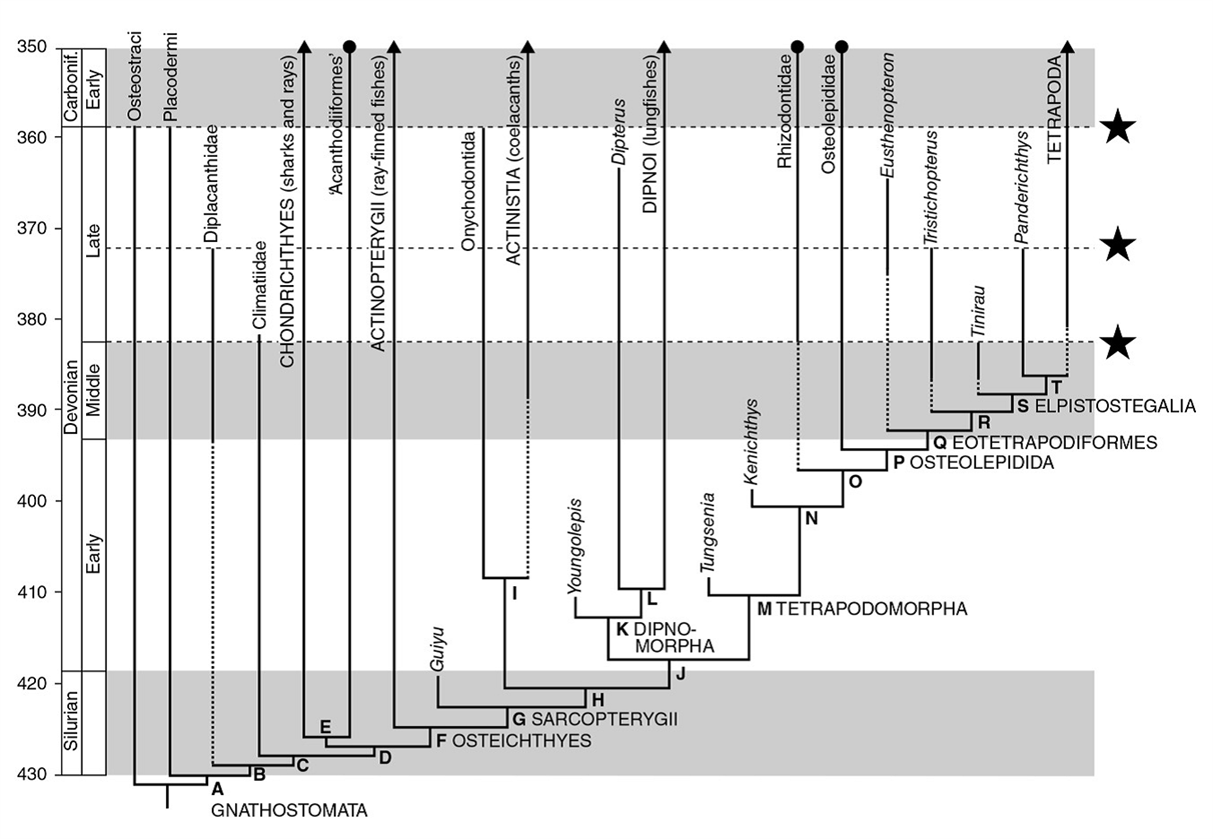 350
360
370
380
390
400
410
420
430
Carbonif.
Early
Devonian
Late
Middle
Early
Silurian
Osteostraci
Placodermi
Diplacanthidae
Climatiidae
CHONDRICHTHYES (sharks and rays)
'Acanthodiiformes'
ACTINOPTERYGII (ray-finned fishes)
Guiyu
Onychodontida
ACTINISTIA (coelacanths)
Youngolepis
Dipterus
DIPNOI (lungfishes)
Tungsenia
Kenichthys
Rhizodontidae
Osteolepididae
Eusthenopteron
Tristichopterus
Tinirau
Panderichthys
TETRAPODA
T
S ELPISTOSTEGALIA
R
Q EOTETRAPODIFORMES
P OSTEOLEPIDIDA
O
N
I
L
M TETRAPODOMORPHA
K DIPNO-
MORPHA
J
H
G SARCOPTERYGII
E
F OSTEICHTHYES
D
C
B
A
GNATHOSTOMATA